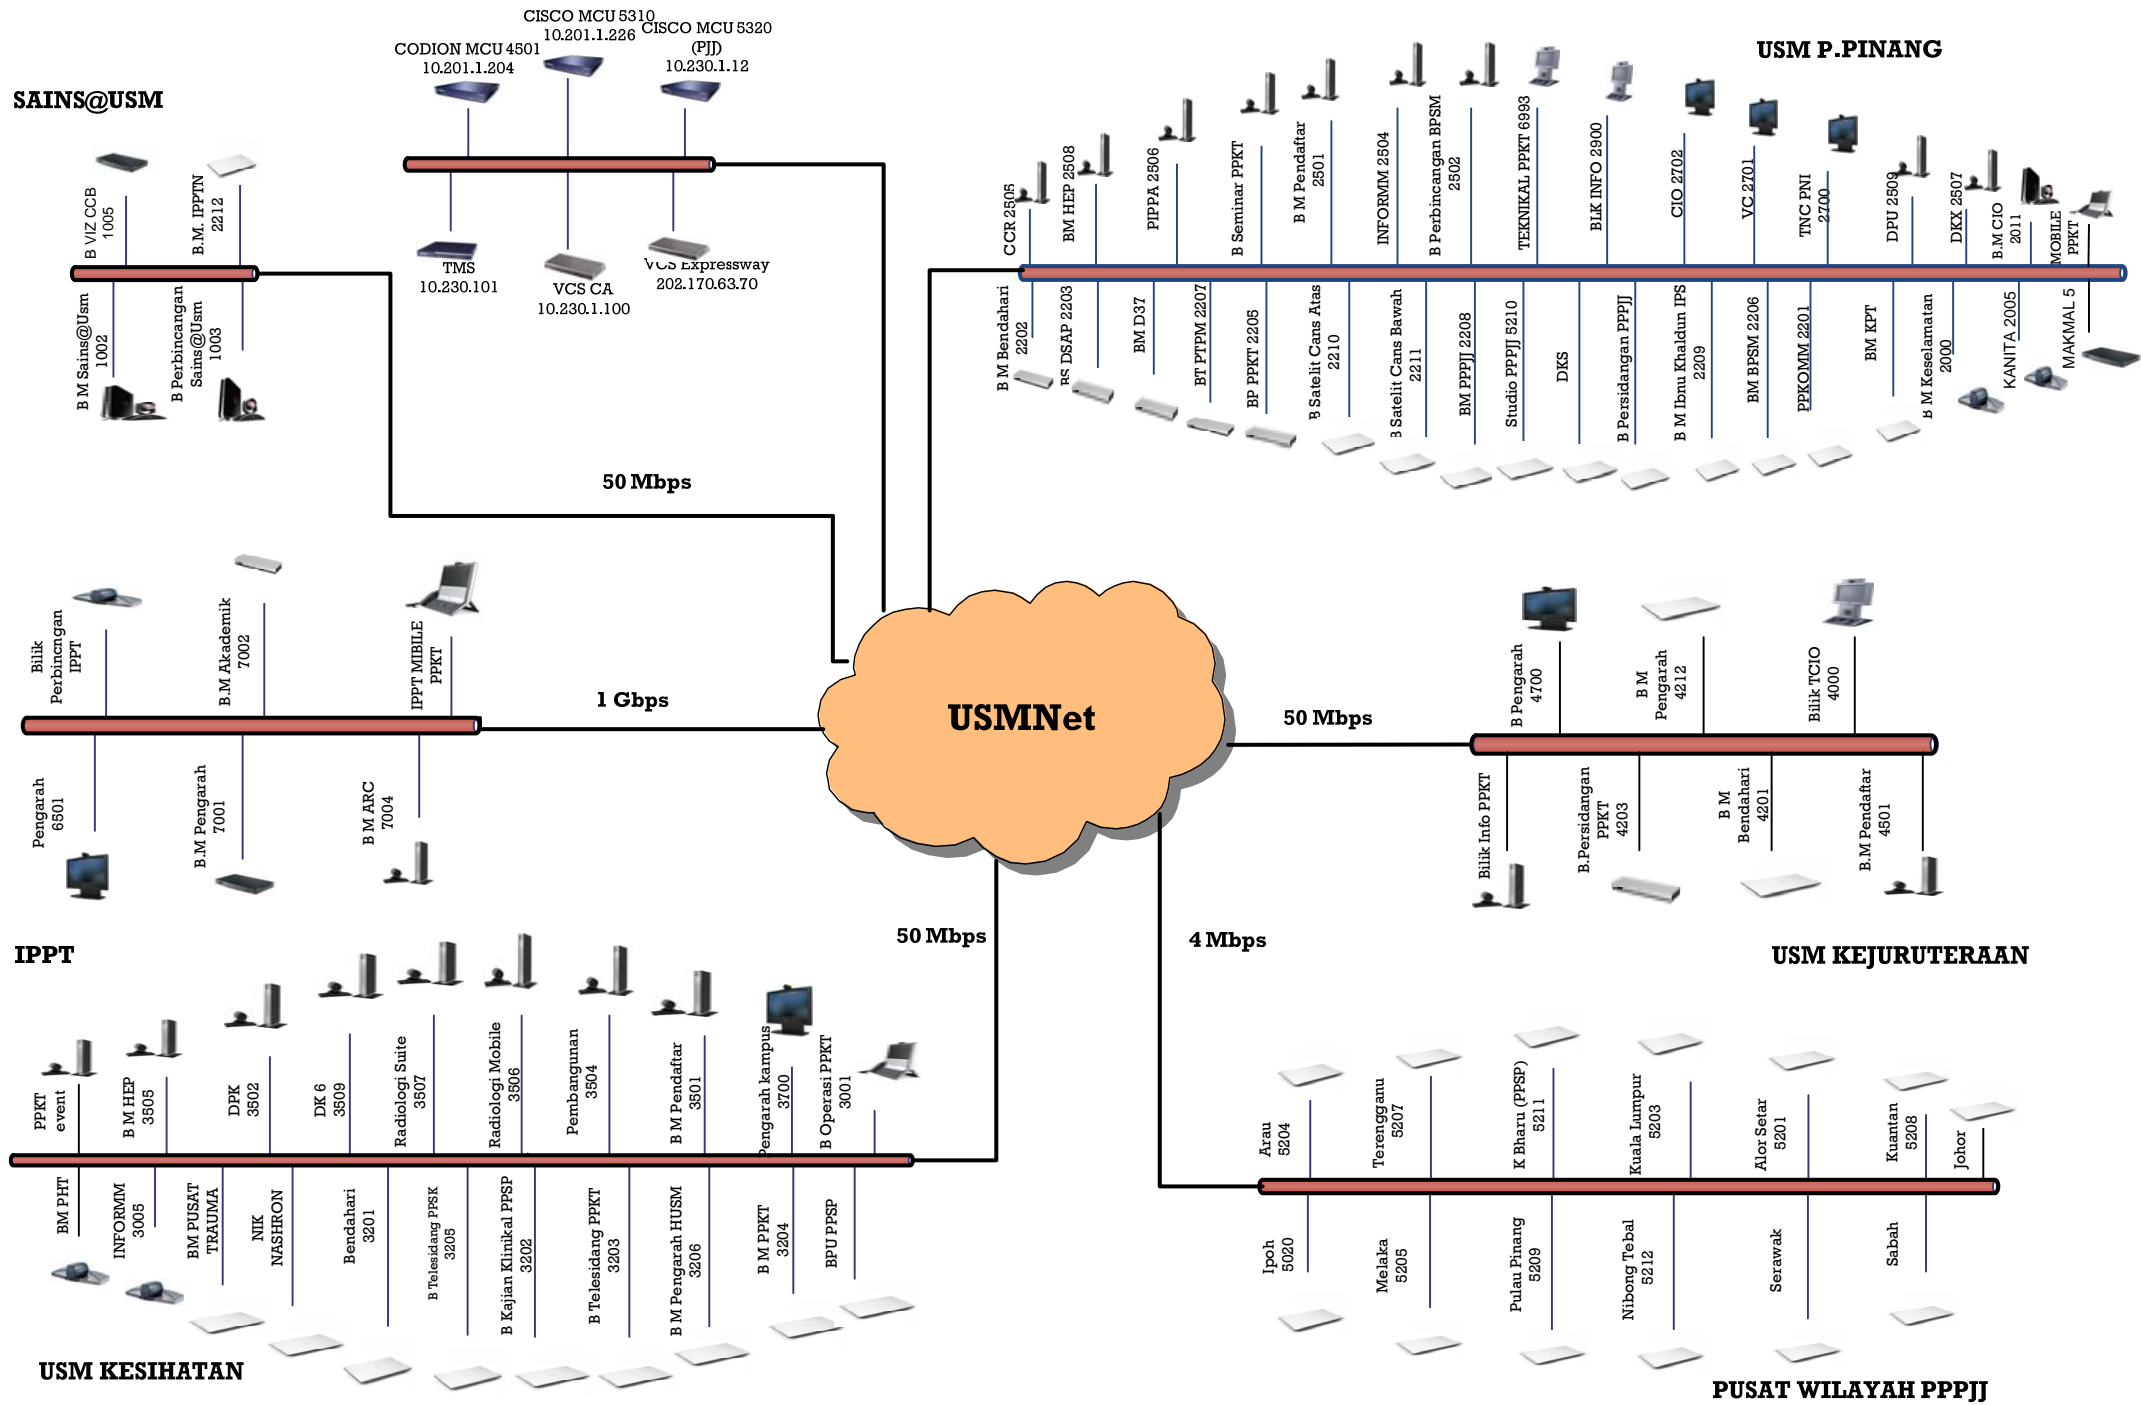 CISCO MCU 5310
10.201.1.226
CODION MCU 4501
10.201.1.204
CISCO MCU 5320
(PJJ)
10.230.1.12
TMS
10.230.101
VCS CA
10.230.1.100
VCS Expressway
202.170.63.70
SAINS@USM
B VIZ CCB
1005
B.M. IPPTN
2212
B M Sains@Usm
1002
B Perbincangan
Sains@Usm
1003
50 Mbps
USM P.PINANG
CCR 2505
BM HEP 2508
PIPPA 2506
B Seminar PPKT
B M Pendaftar
2501
INFORMM 2504
B Perbincangan BPSM
2502
TEKNIKAL PPKT 6993
BLK INFO 2900
CIO 2702
VC 2701
TNC PNI
2700
DPU 2509
DKX 2507
B.M CIO
2011
MOBILE
PPKT
B M Bendahari
2202
BS DSAP 2203
BM D37
BT PTPM 2207
BP PPKT 2205
B Satelit Cans Atas
2210
B Satelit Cans Bawah
2211
BM PPPJJ 2208
Studio PPPJJ 5210
DKS
B Persidangan PPPJJ
B M Ibnu Khaldun IPS
2209
BM BPSM 2206
PPKOMM 2201
BM KPT
B M Keselamatan
2000
KANITA 2005
MAKMAL 5
Bilik
Perbincngan
IPPT
B.M Akademik
7002
IPPT MIBILE
PPKT
1 Gbps
Pengarah
6501
B.M Pengarah
7001
B M ARC
7004
IPPT
USMNet
50 Mbps
B Pengarah
4700
B M
Pengarah
4212
Bilik TCIO
4000
Bilik Info PPKT
B.Persidangan
PPKT
4203
B M
Bendahari
4201
B.M Pendaftar
4501
USM KEJURUTERAAN
50 Mbps
4 Mbps
PPKT
event
B M HEP
3505
DPK
3502
DK 6
3509
Radiologi Suite
3507
Radiologi Mobile
3506
Pembangunan
3504
B M Pendaftar
3501
Pengarah kampus
3700
B Operasi PPKT
3001
BM PHT
INFORMM
3005
BM PUSAT
TRAUMA
NIK
NASHRON
Bendahari
3201
B Telesidang PPSK
3205
B Kajian Klinikal PPSP
3202
B Telesidang PPKT
3203
B M Pengarah HUSM
3206
B M PPKT
3204
BPU PPSP
USM KESIHATAN
Arau
5204
Terengganu
5207
K Bharu (PPSP)
5211
Kuala Lumpur
5203
Alor Setar
5201
Kuantan
5208
Johor
Ipoh
5020
Melaka
5205
Pulau Pinang
5209
Nibong Tebal
5212
Serawak
Sabah
PUSAT WILAYAH PPPJJ